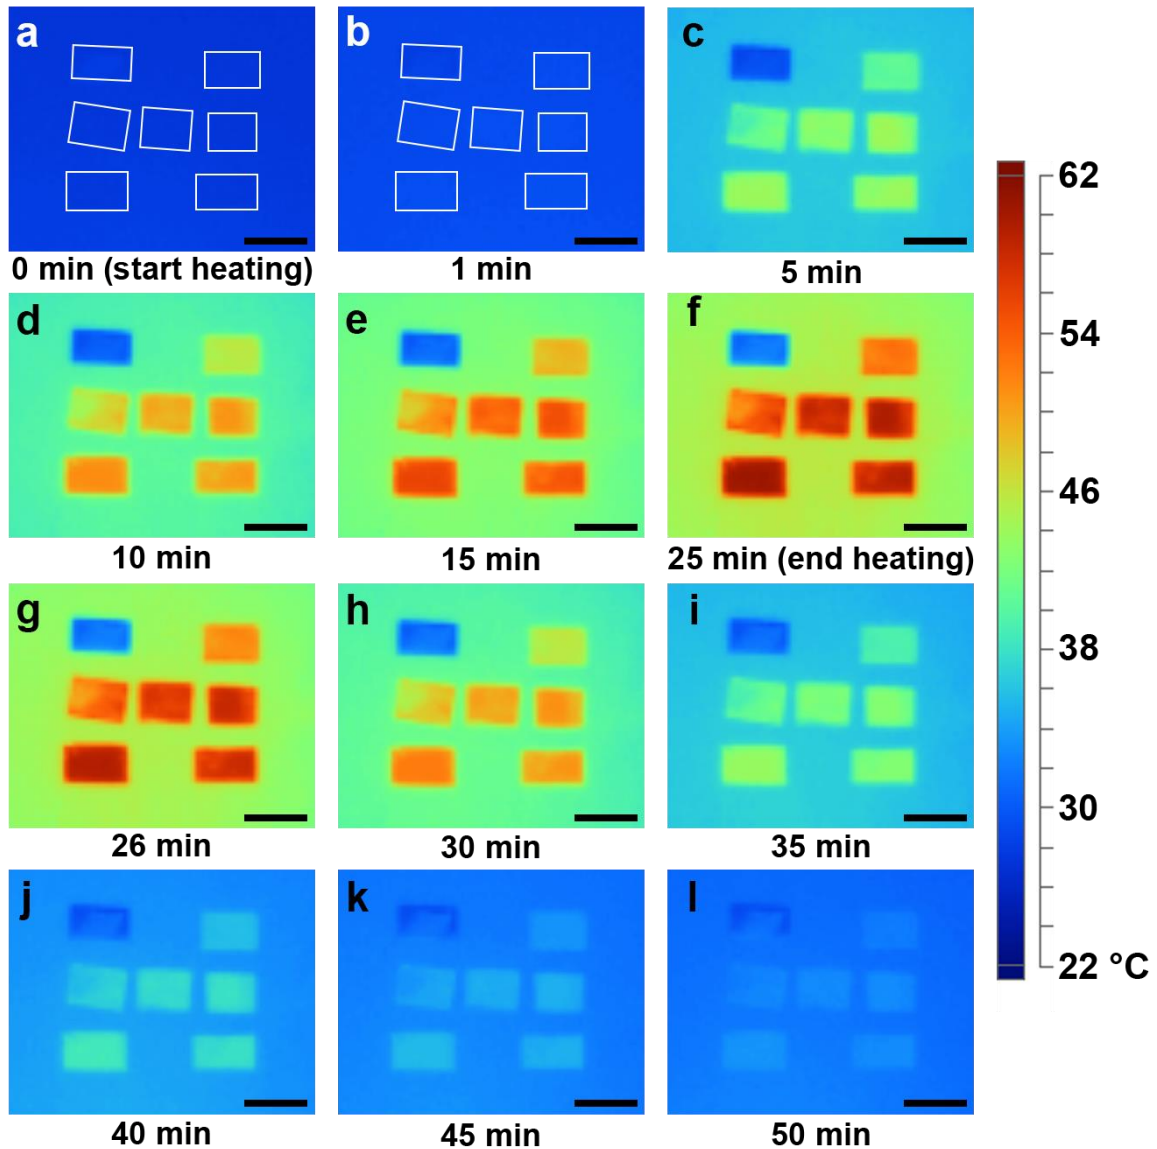 a
b
c
0 min (start heating)
1 min
5 min
d
e
f
10 min
15 min
25 min (end heating)
g
h
i
26 min
30 min
35 min
j
k
l
40 min
45 min
50 min
62
54
46
38
30
22 °C